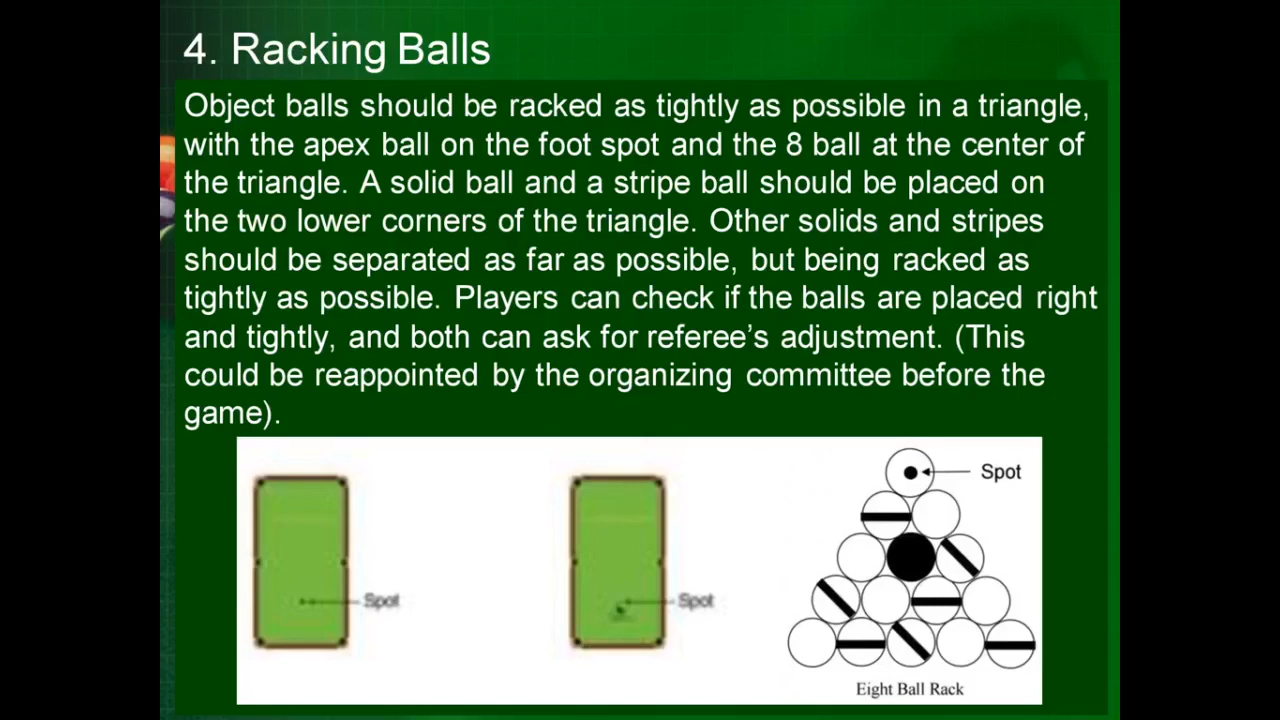 4. Racking Balls
Object balls should be racked as tightly as possible in a triangle,
with the apex ball on the foot spot and the 8 ball at the center of
the triangle. A solid ball and a stripe ball should be placed on
the two lower corners of the triangle. Other solids and stripes
should be separated as far as possible, but being racked as
tightly as possible. Players can check if the balls are placed right
and tightly, and both can ask for referee’s adjustment. (This
could be reappointed by the organizing committee before the
game).
Spot
Spot
Spot
Eight Ball Rack